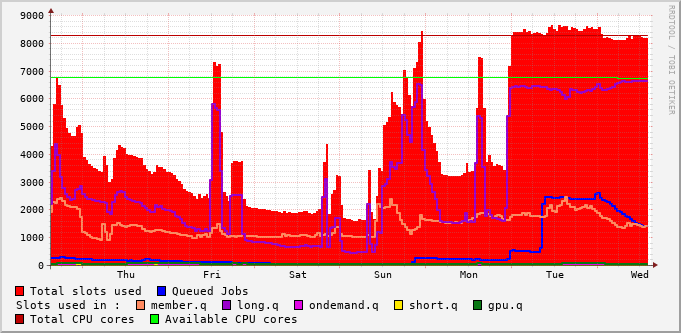 RRDTOOL / TOBI OETIKER
9000
8000
7000
6000
5000
4000
3000
2000
1000
0
Thu Fri Sat Sun Mon Tue Wed
Total slots used Queued Jobs
Slots used in : member.q long.q ondemand.q short.q gpu.q
Total CPU cores Available CPU cores